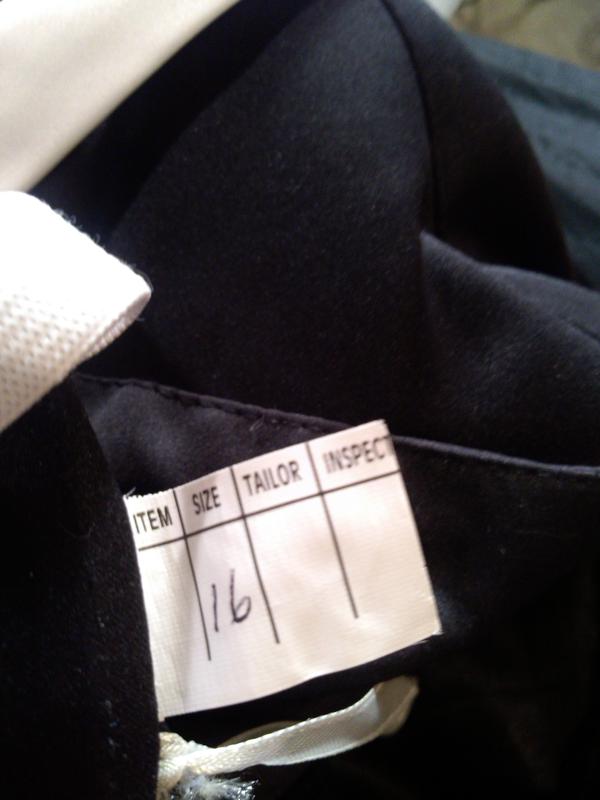 ITEM SIZE TAILOR INSPECT
16